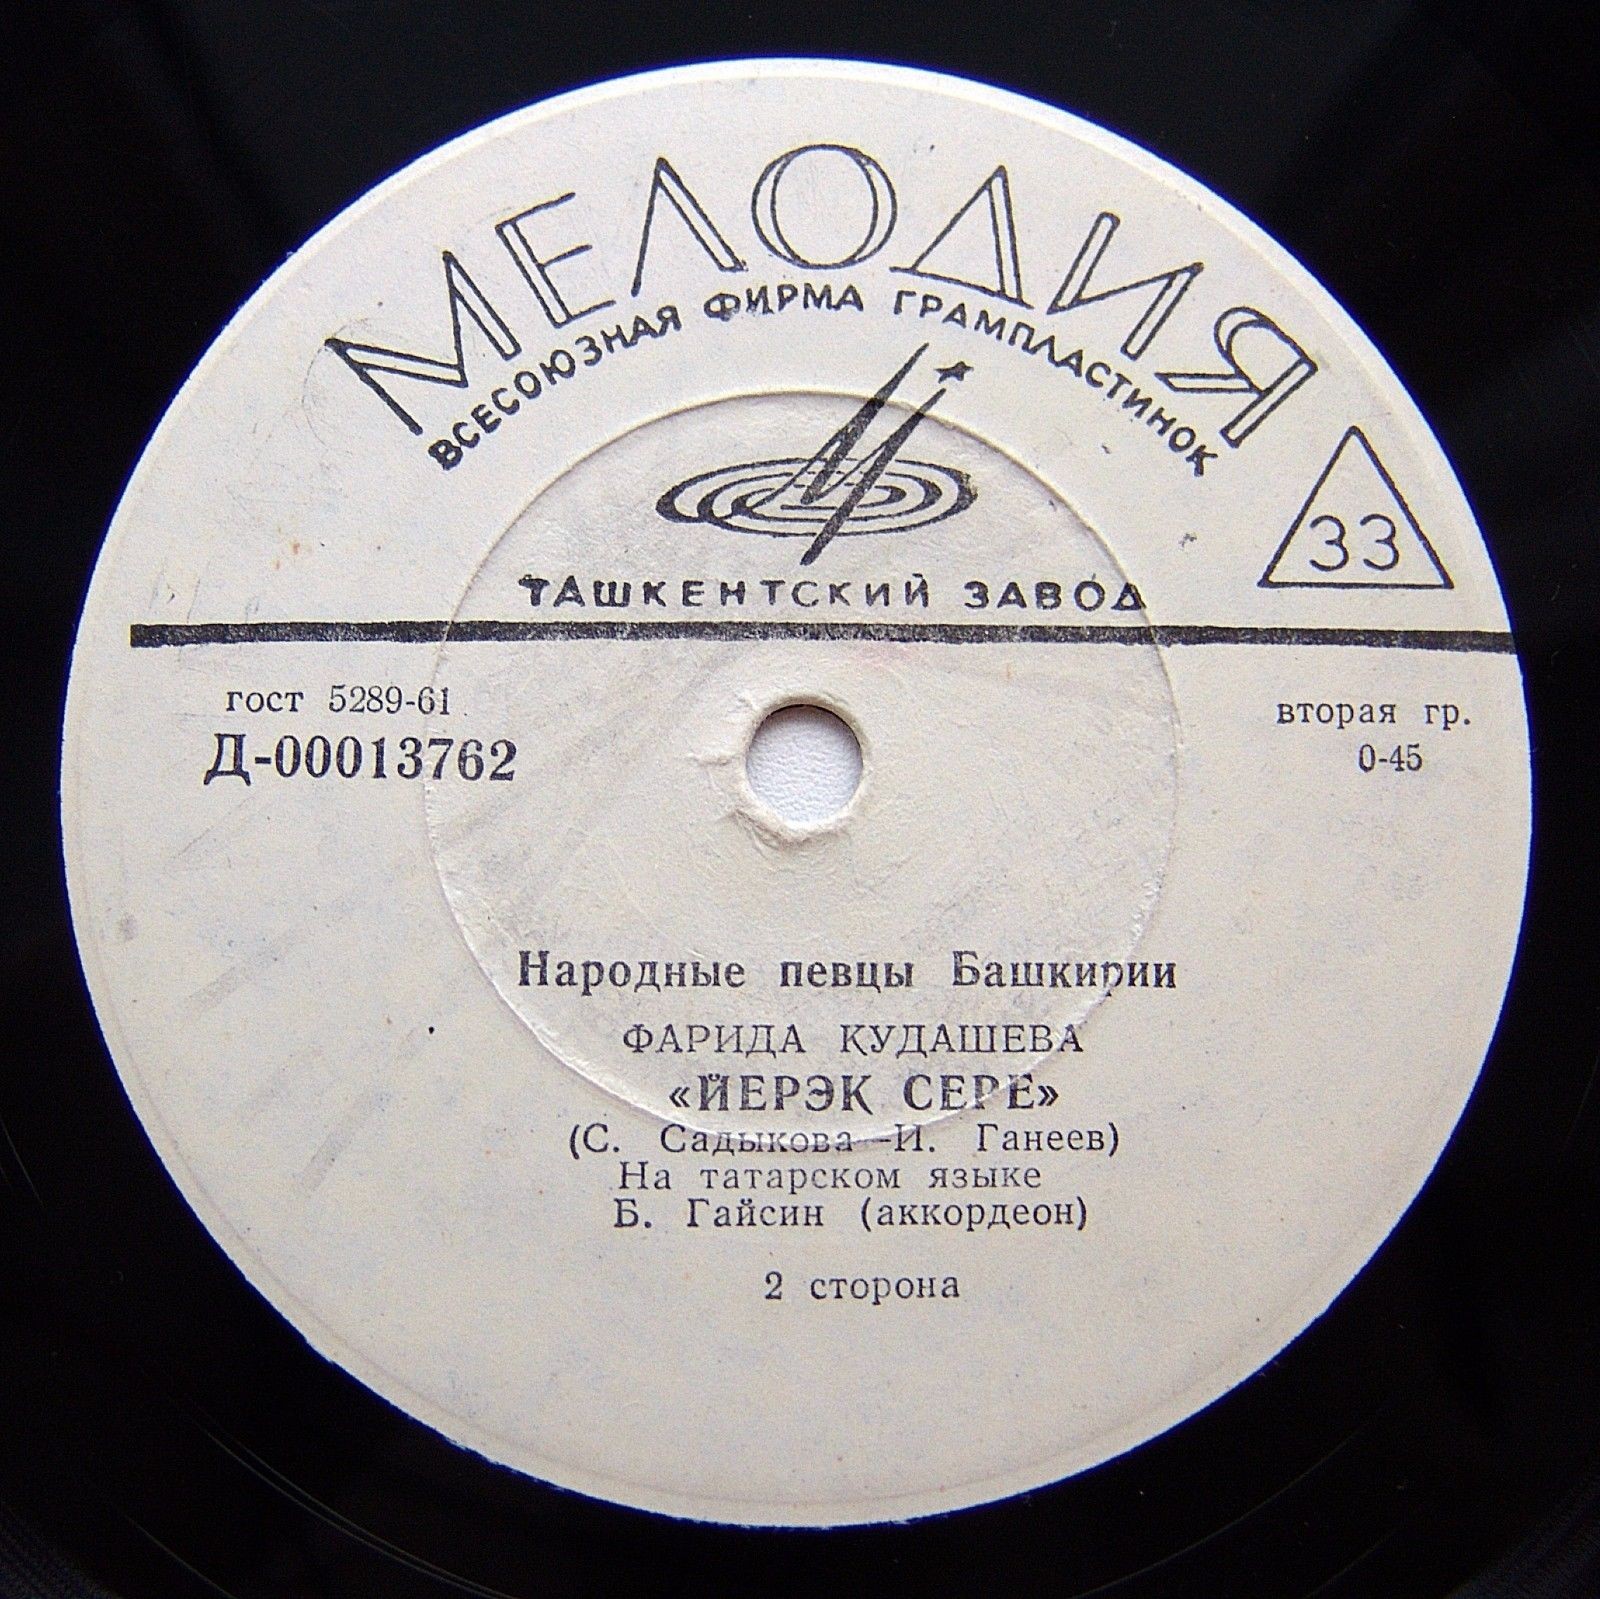 МЕЛОДИЯ
ВСЕСОЮЗНАЯ ФИРМА ГРАМПЛАСТИНОК
33
ТАШКЕНТСКИЙ ЗАВОД
гост 5289-61
Д-00013762
вторая гр.
0-45
Народные певцы Башкирии
ФАРИДА КУДАШЕВА
«ЙЕРЭК СЕРЕ»
(С. Садыкова—И. Ганеев)
На татарском языке
Б. Гайсин (аккордеон)
2 сторона